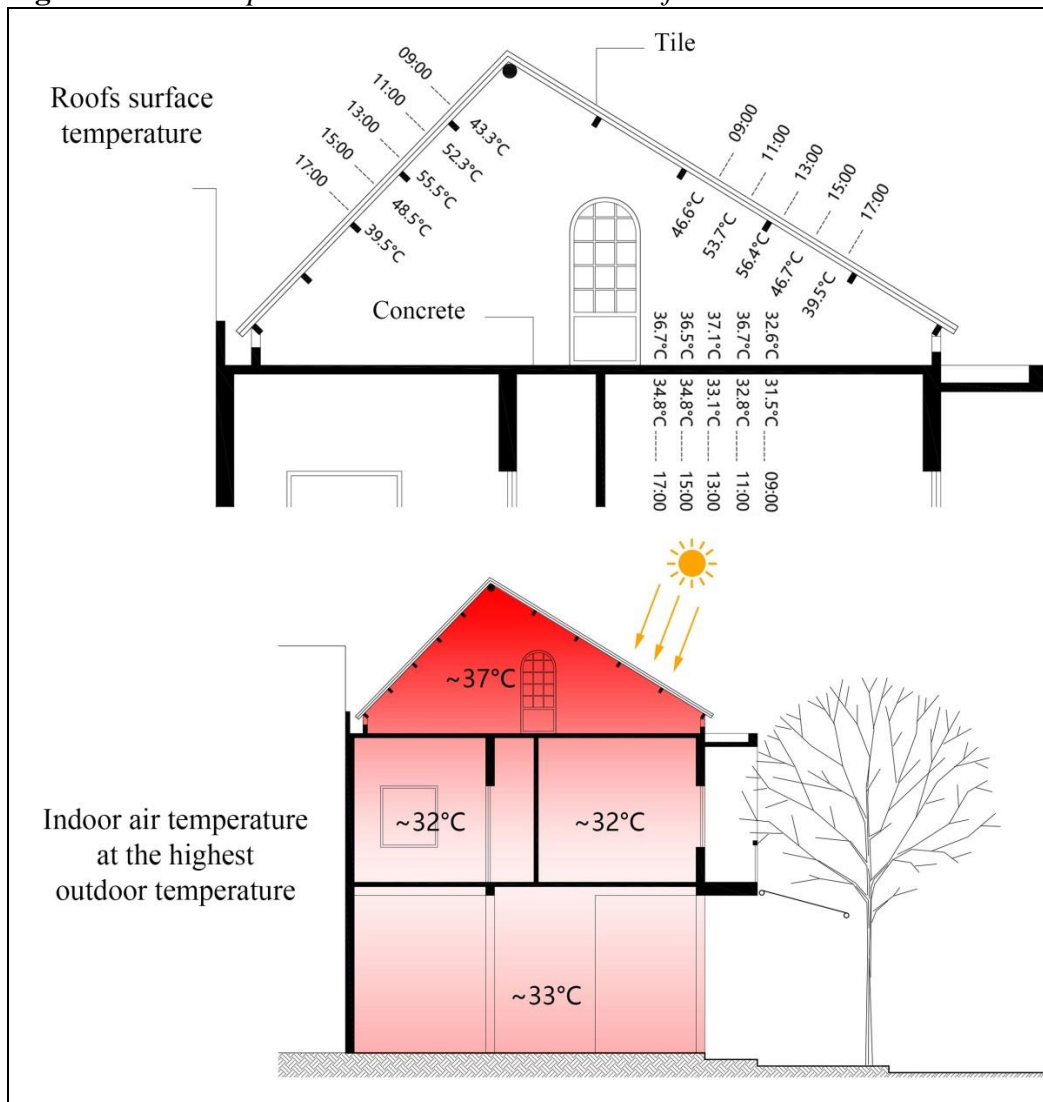 Tile
Roofs surface
temperature
09:00
11:00
13:00
15:00
17:00
43.3°C
52.3°C
55.5°C
48.5°C
39.5°C
09:00
11:00
13:00
15:00
17:00
46.6°C
53.7°C
56.4°C
46.7°C
39.5°C
Concrete
36.7°C 34.8°C 17:00
36.5°C 34.8°C 15:00
37.1°C 33.1°C 13:00
36.7°C 32.8°C 11:00
32.6°C 31.5°C 09:00
~37°C
Indoor air temperature
at the highest
outdoor temperature
~32°C
~32°C
~33°C